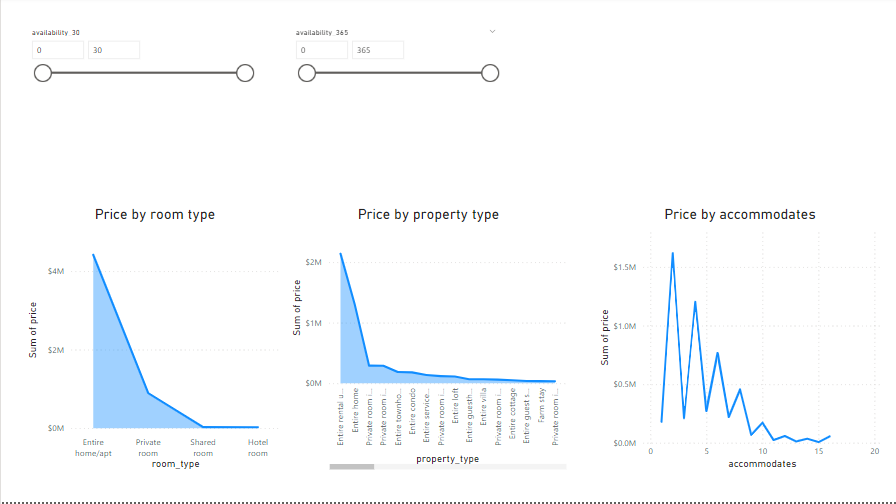 availability_30
availability_365
0
30
0
365
Price by room type
Sum of price
$4M
$2M
$0M
Entire home/apt
Private room
Shared room
Hotel room
room_type
Price by property type
Sum of price
$2M
$1M
$0M
Entire rental u...
Entire home
Private room i...
Private room i...
Entire townho...
Entire condo
Entire service...
Private room i...
Entire loft
Entire guesth...
Entire villa
Private room i...
Entire cottage
Entire guest s...
Farm stay
Private room i...
property_type
Price by accommodates
Sum of price
$1.5M
$1.0M
$0.5M
$0.0M
0
5
10
15
20
accommodates